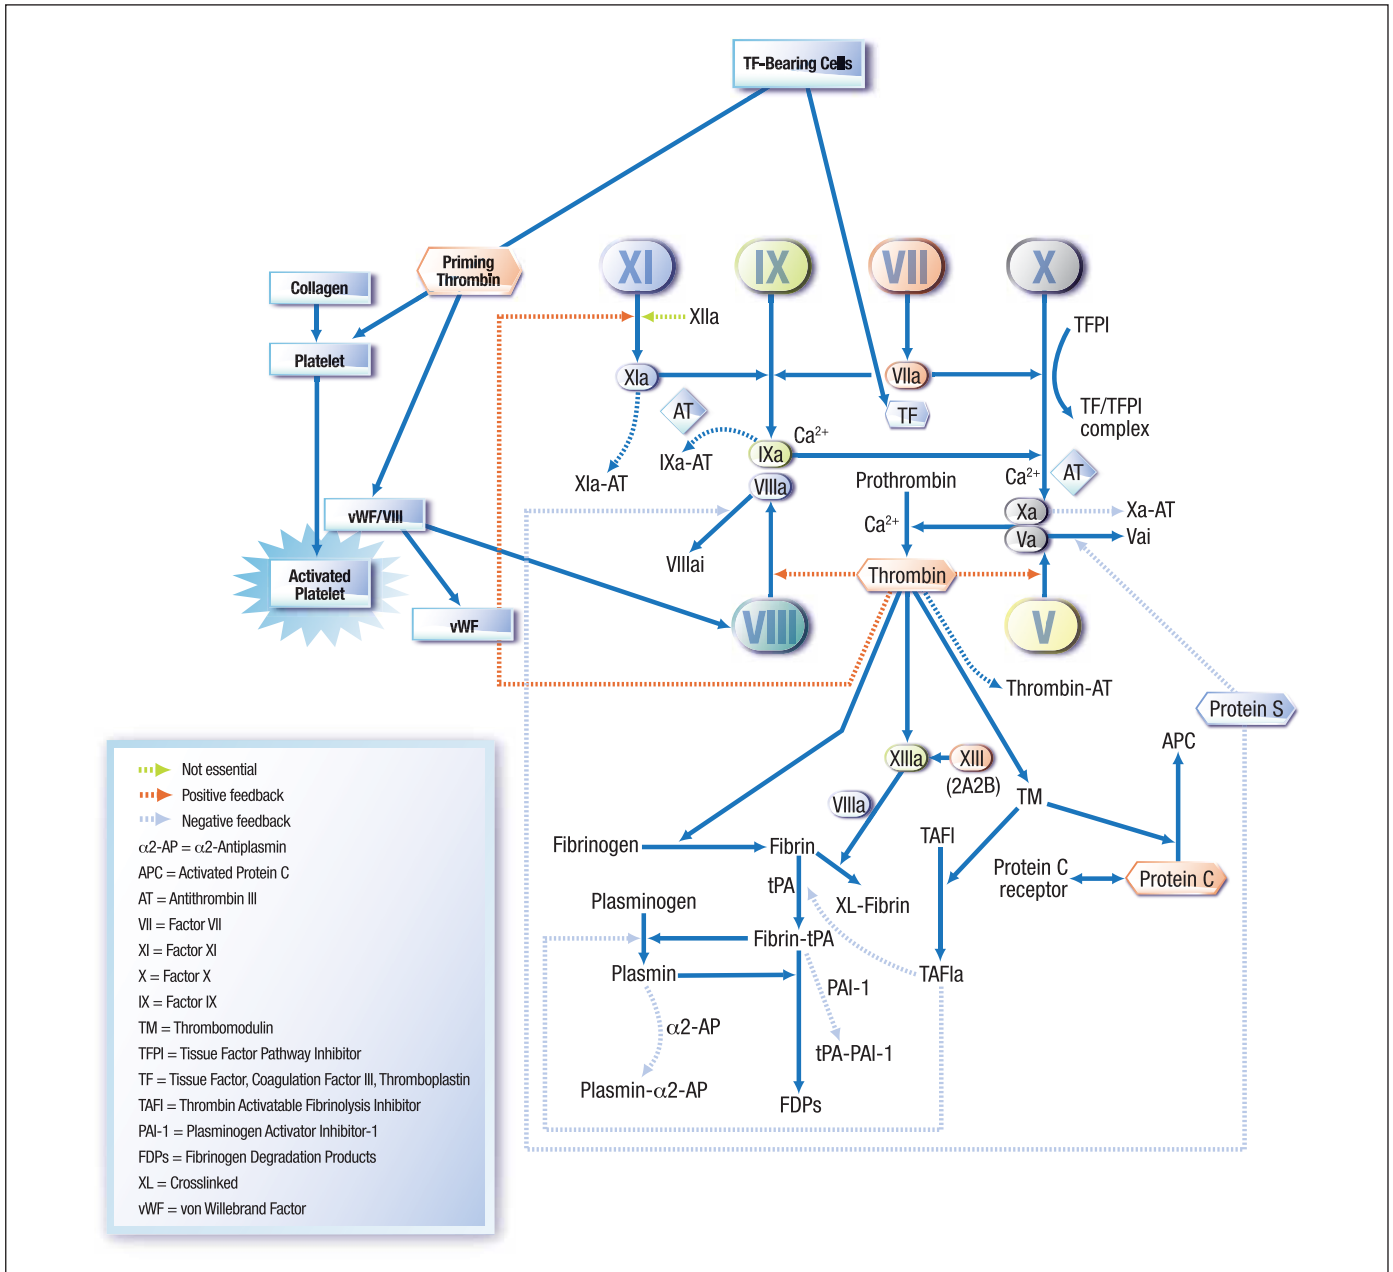 TF-Bearing Cells
Priming
Thrombin
Collagen
Platelet
XI
IX
VII
X
XIIa
TFPI
XIa
VIIa
AT
TF
TF/TFPI
complex
IXa-AT
Ca2+
IXa
XIa-AT
VIIIa
Prothrombin
Ca2+
AT
vWF/VIII
Ca2+
Xa
Xa-AT
Va
Vai
VIIIai
Activated
Platelet
Thrombin
vWF
VIII
V
Thrombin-AT
Protein S
APC
XIIIa
XIII
(2A2B)
TM
VIIIa
TAFI
Fibrinogen
Fibrin
tPA
Protein C
receptor
Protein C
Plasminogen
XL-Fibrin
Fibrin-tPA
Plasmin
TAFIa
PAI-1
α2-AP
tPA-PAI-1
Plasmin-α2-AP
FDPs
Not essential
Positive feedback
Negative feedback
α2-AP = α2-Antiplasmin
APC = Activated Protein C
AT = Antithrombin III
VII = Factor VII
XI = Factor XI
X = Factor X
IX = Factor IX
TM = Thrombomodulin
TFPI = Tissue Factor Pathway Inhibitor
TF = Tissue Factor, Coagulation Factor III, Thromboplastin
TAFI = Thrombin Activatable Fibrinolysis Inhibitor
PAI-1 = Plasminogen Activator Inhibitor-1
FDPs = Fibrinogen Degradation Products
XL = Crosslinked
vWF = von Willebrand Factor